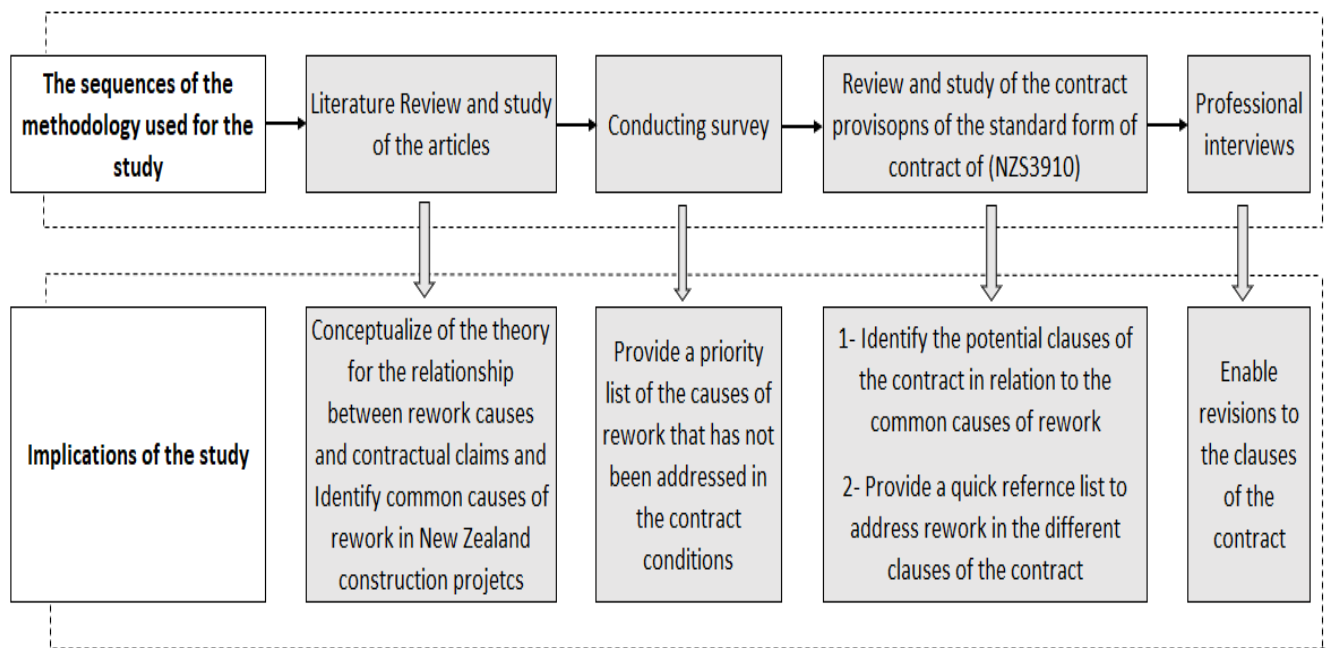 The sequences of the
methodology used for the
study
Literature Review and study
of the articles
Conducting survey
Review and study of the contract
provisopns of the standard form of
contract of (NZS3910)
Professional
interviews
Implications of the study
Conceptualize of the theory
for the relationship
between rework causes
and contractual claims and
Identify common causes of
rework in New Zealand
construction projetcs
Provide a priority
list of the causes of
rework that has not
been addressed in
the contract
conditions
1- Identify the potential clauses of
the contract in relation to the
common causes of rework
2- Provide a quick refernce list to
address rework in the different
clauses of the contract
Enable
revisions to
the clauses
of the
contract